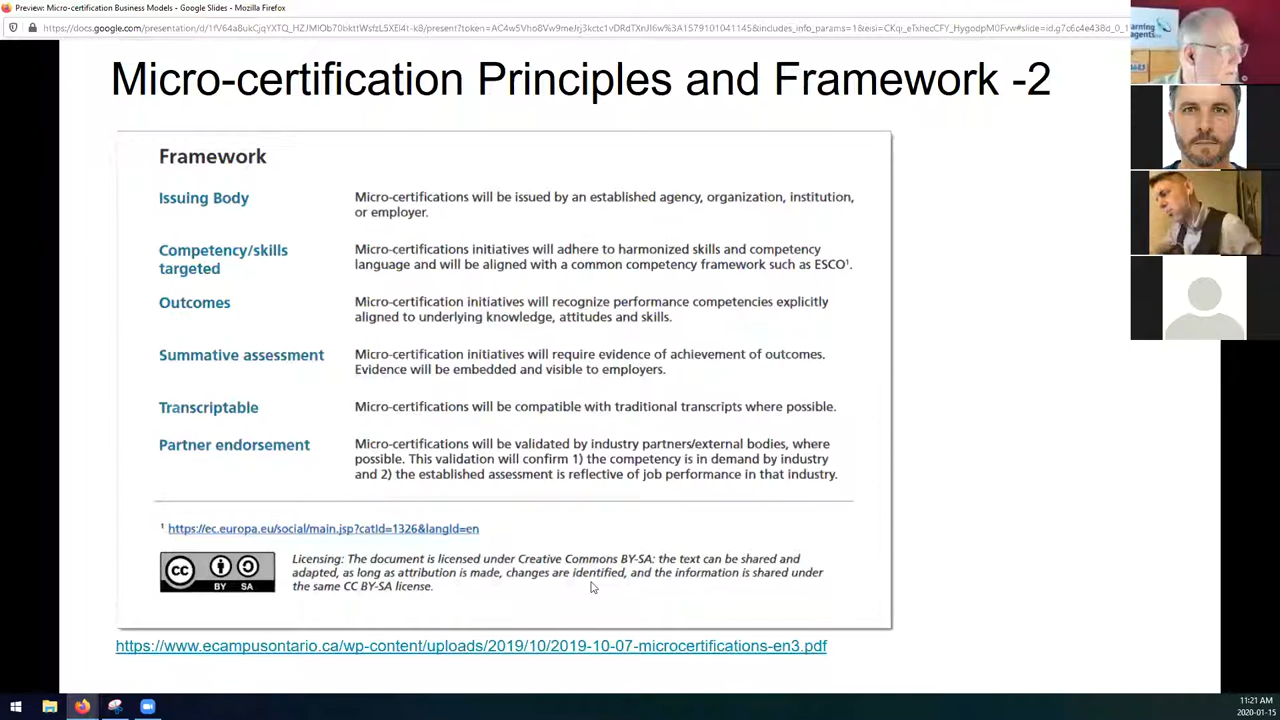 Preview: Micro-certification Business Models - Google Slides - Mozilla Firefox
Micro-certification Principles and Framework -2
Framework
Issuing Body
Micro-certifications will be issued by an established agency, organization, institution,
or employer.
Competency/skills
targeted
Micro-certifications initiatives will adhere to harmonized skills and competency
language and will be aligned with a common competency framework such as ESCO¹.
Outcomes
Micro-certification initiatives will recognize performance competencies explicitly
aligned to underlying knowledge, attitudes and skills.
Summative assessment
Micro-certification initiatives will require evidence of achievement of outcomes.
Evidence will be embedded and visible to employers.
Transcriptable
Micro-certifications will be compatible with traditional transcripts where possible.
Partner endorsement
Micro-certifications will be validated by industry partners/external bodies, where
possible. This validation will confirm 1) the competency is in demand by industry
and 2) the established assessment is reflective of job performance in that industry.
¹ https://ec.europa.eu/social/main.jsp?catId=1326&langId=en
cc BY SA
Licensing: The document is licensed under Creative Commons BY-SA: the text can be shared and
adapted, as long as attribution is made, changes are identified, and the information is shared under
the same CC BY-SA license.
https://www.ecampusontario.ca/wp-content/uploads/2019/10/2019-10-07-microcertifications-en3.pdf
11:21 AM
2020-01-15